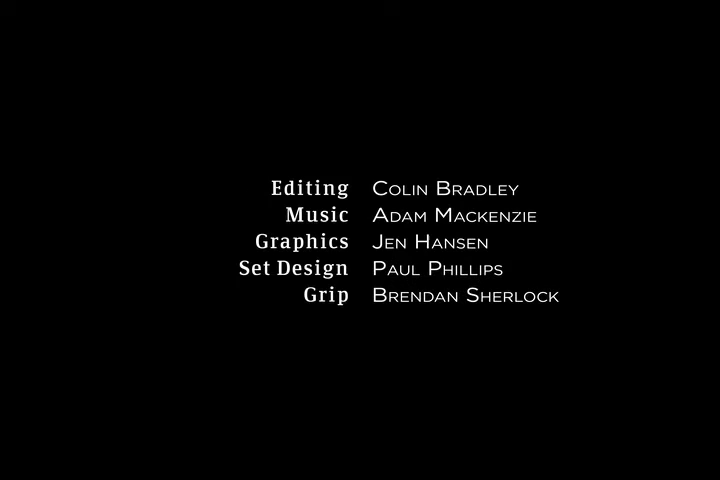 Editing Colin Bradley
Music Adam Mackenzie
Graphics Jen Hansen
Set Design Paul Phillips
Grip Brendan Sherlock